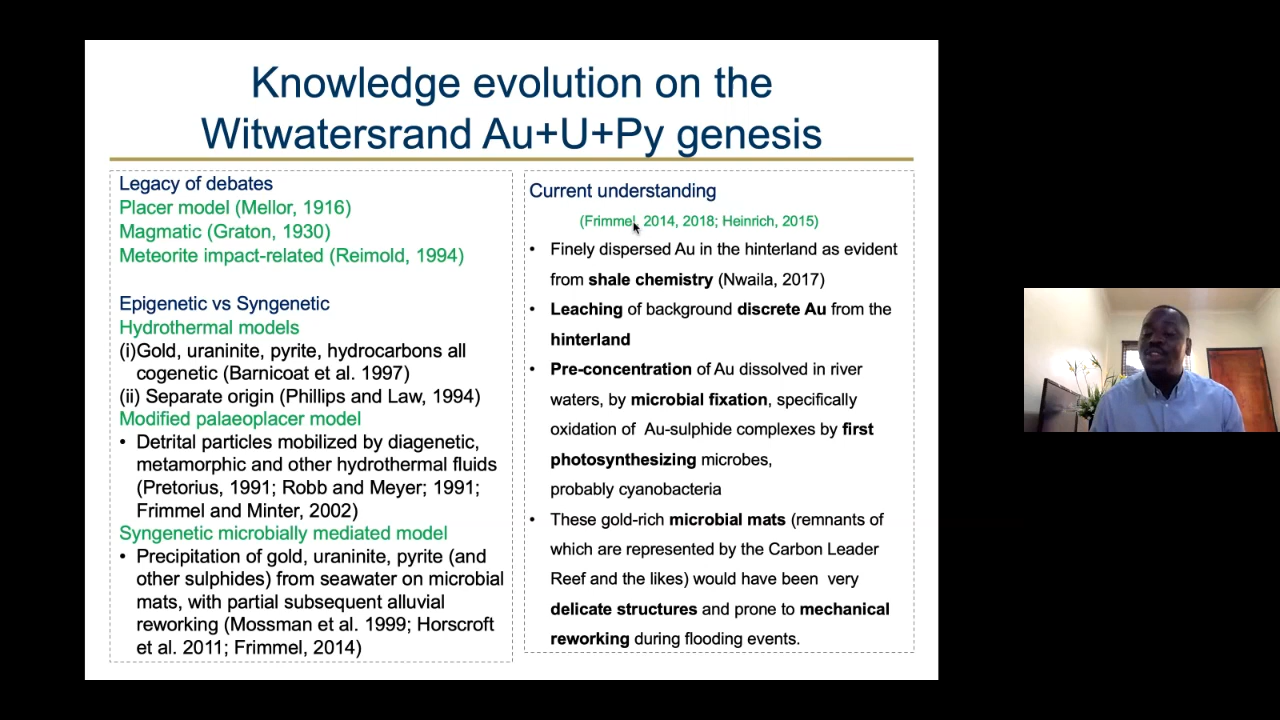 Knowledge evolution on the
Witwatersrand Au+U+Py genesis
Legacy of debates
Placer model (Mellor, 1916)
Magmatic (Graton, 1930)
Meteorite impact-related (Reimold, 1994)
Epigenetic vs Syngenetic
Hydrothermal models
(i)Gold, uraninite, pyrite, hydrocarbons all
cogenetic (Barnicoat et al. 1997)
(ii) Separate origin (Phillips and Law, 1994)
Modified palaeoplacer model
• Detrital particles mobilized by diagenetic,
metamorphic and other hydrothermal fluids
(Pretorius, 1991; Robb and Meyer; 1991;
Frimmel and Minter, 2002)
Syngenetic microbially mediated model
• Precipitation of gold, uraninite, pyrite (and
other sulphides) from seawater on microbial
mats, with partial subsequent alluvial
reworking (Mossman et al. 1999; Horscroft
et al. 2011; Frimmel, 2014)
Current understanding
(Frimmel, 2014, 2018; Heinrich, 2015)
• Finely dispersed Au in the hinterland as evident
from shale chemistry (Nwaila, 2017)
• Leaching of background discrete Au from the
hinterland
• Pre-concentration of Au dissolved in river
waters, by microbial fixation, specifically
oxidation of Au-sulphide complexes by first
photosynthesizing microbes,
probably cyanobacteria
• These gold-rich microbial mats (remnants of
which are represented by the Carbon Leader
Reef and the likes) would have been very
delicate structures and prone to mechanical
reworking during flooding events.